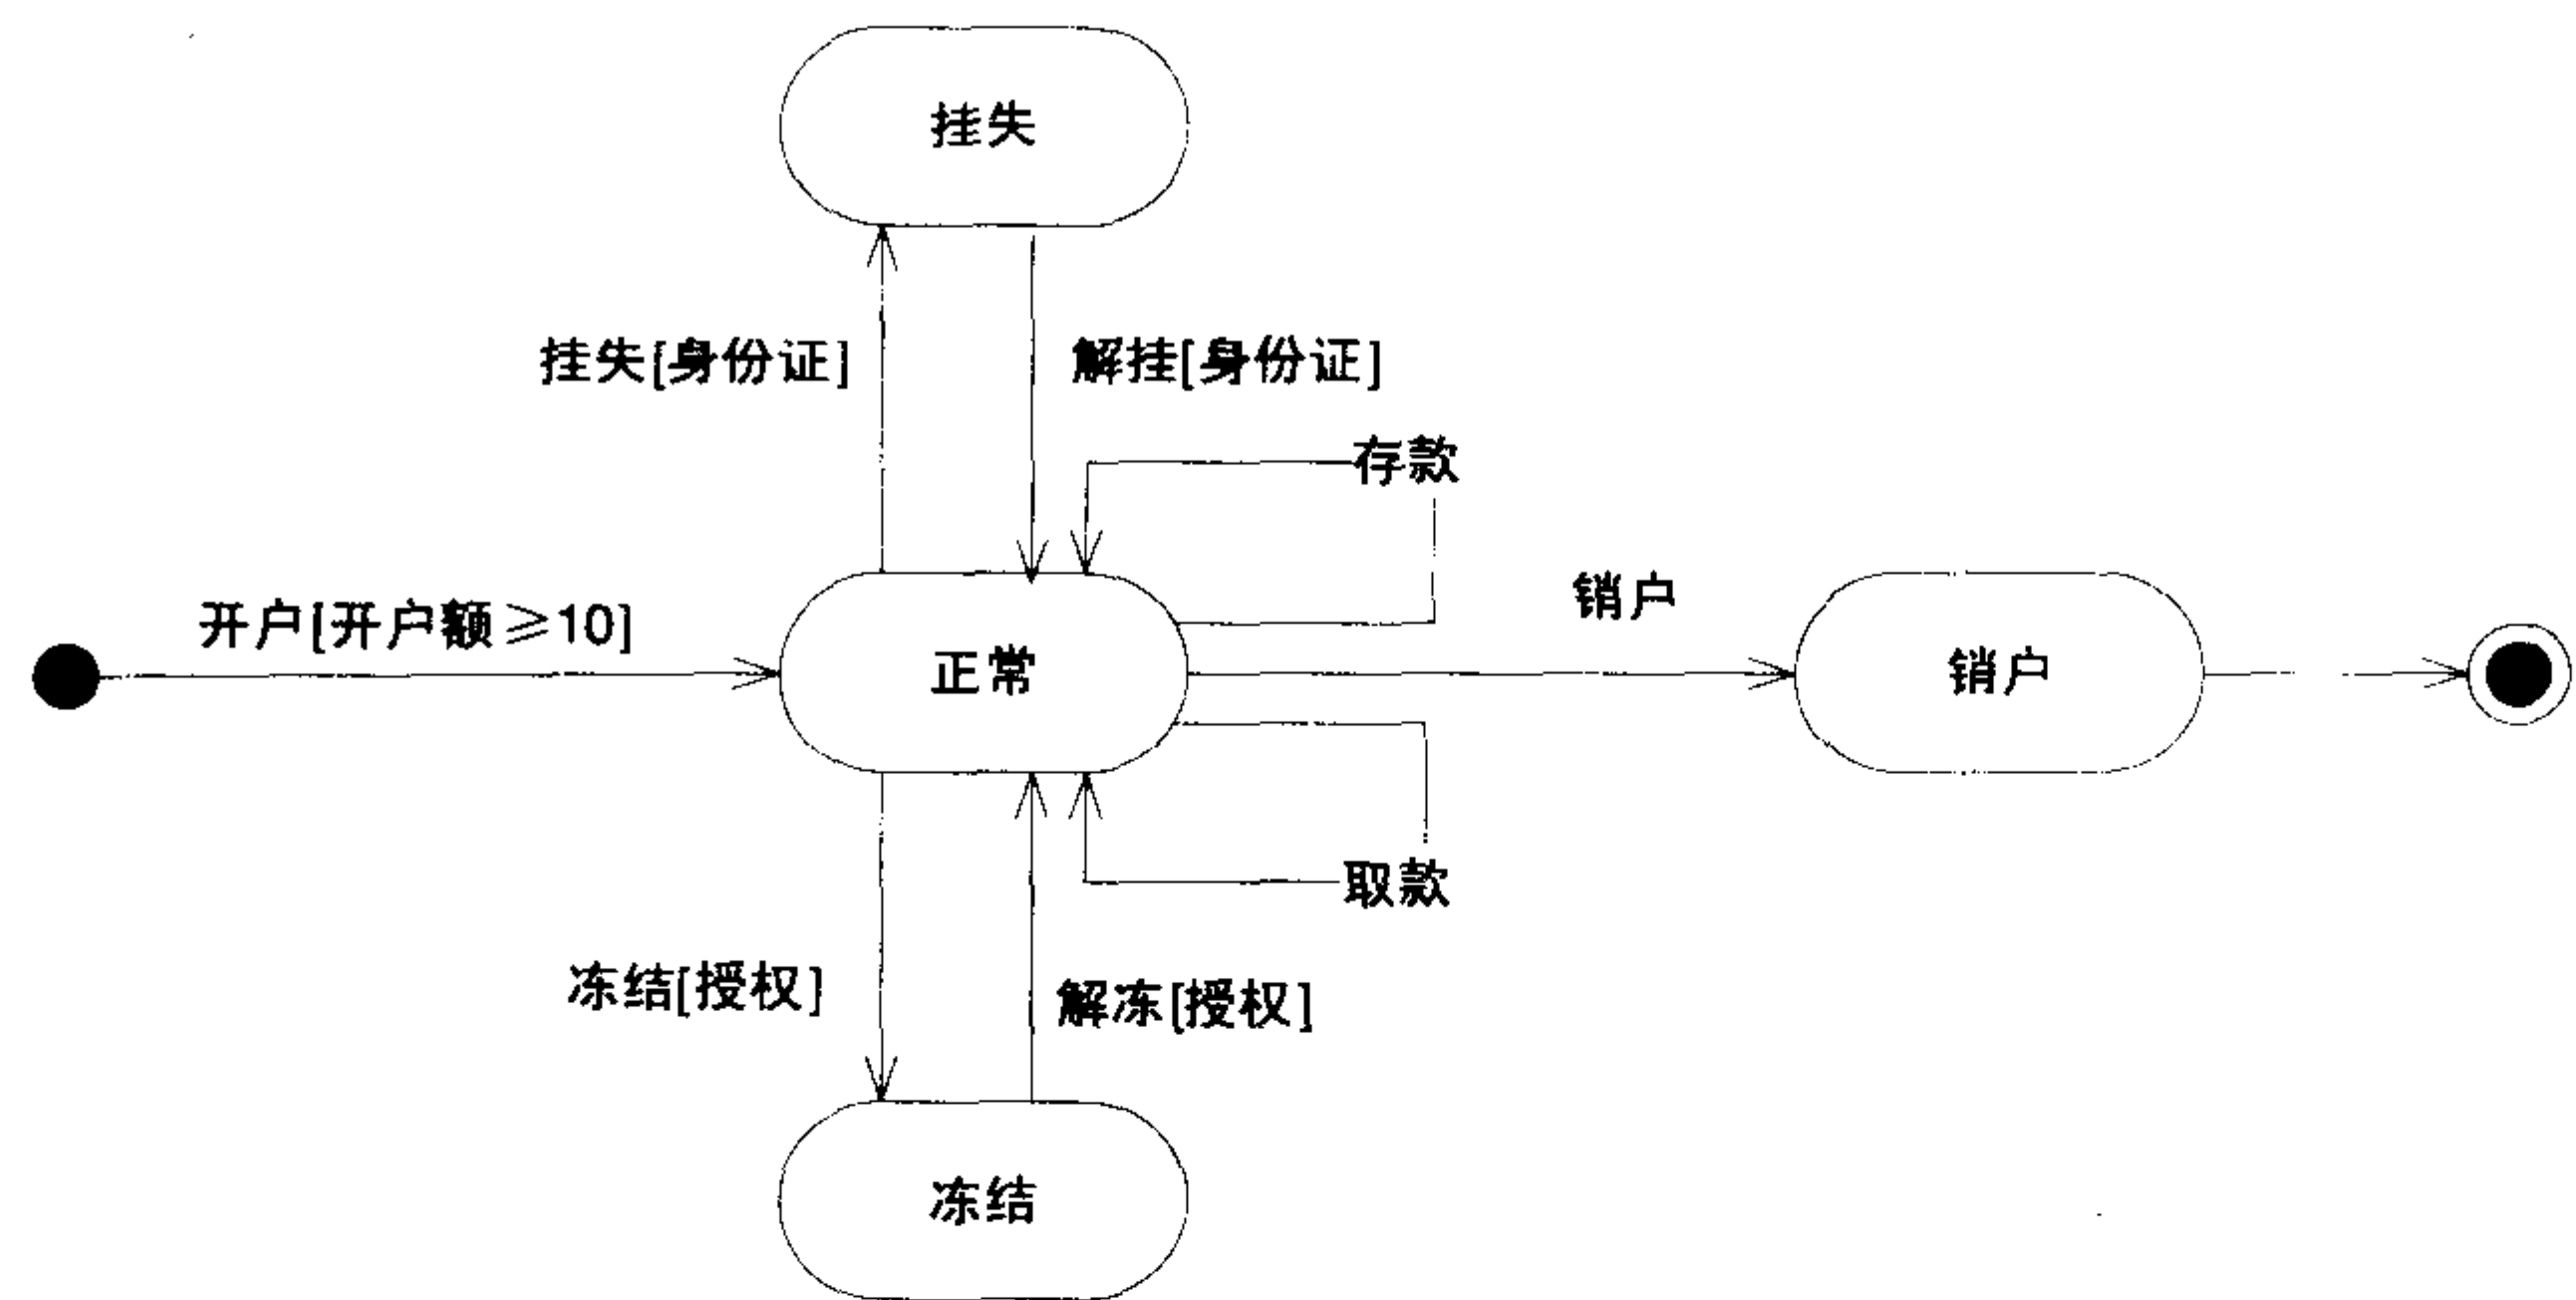 挂失
挂失[身份证]
解挂[身份证]
存款
开户[开户额≥10]
正常
销户
销户
取款
冻结[授权]
解冻[授权]
冻结